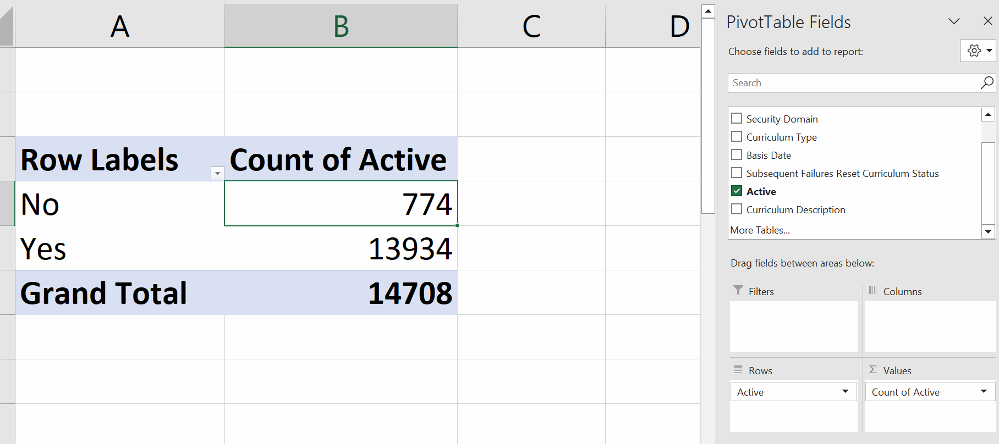 A B C D
Row Labels Count of Active
No 774
Yes 13934
Grand Total 14708
PivotTable Fields
Choose fields to add to report:
Search
Security Domain
Curriculum Type
Basis Date
Subsequent Failures Reset Curriculum Status
Active
Curriculum Description
More Tables...
Drag fields between areas below:
Filters
Columns
Rows
Σ Values
Active
Count of Active